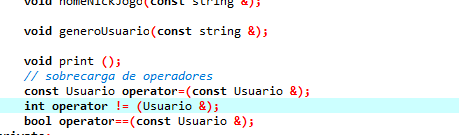 void nomeNickJogo(const string &);
void generoUsuario(const string &);
void print ();
// sobrecarga de operadores
const Usuario operator=(const Usuario &);
int operator != (Usuario &);
bool operator==(const Usuario &);
private: